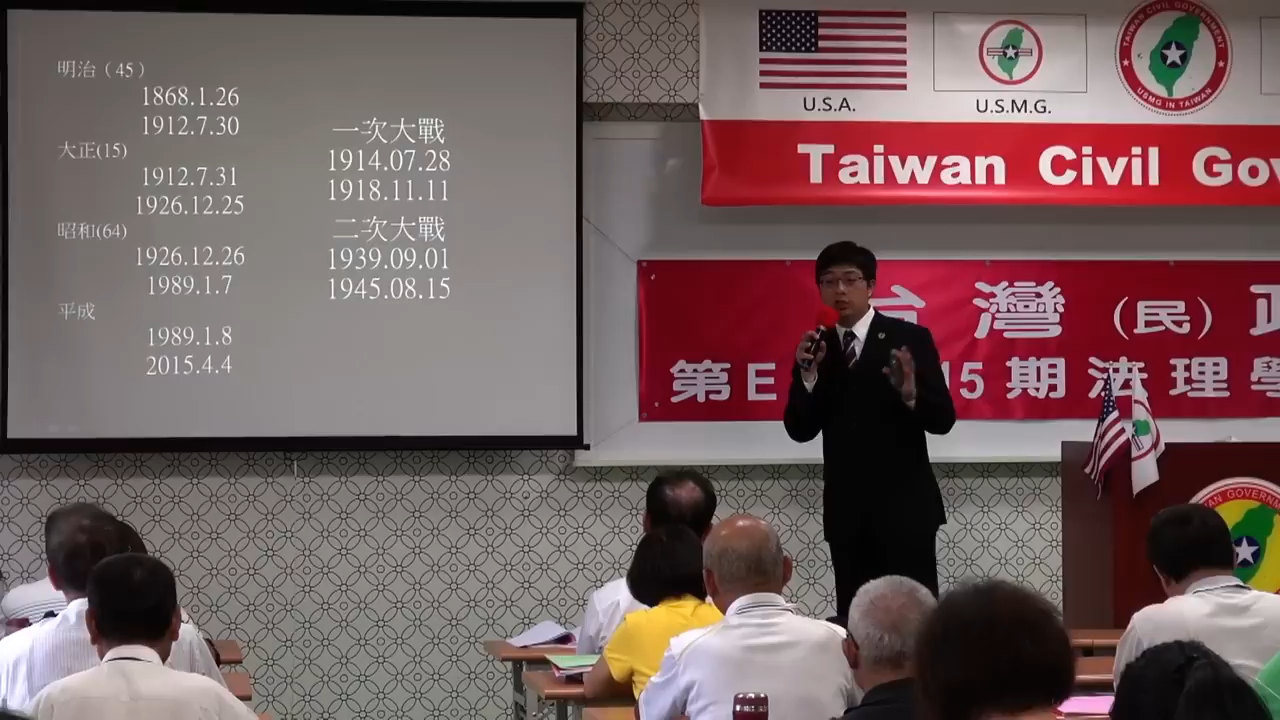 明治（45）
1868.1.26
1912.7.30
大正(15)
1912.7.31
1926.12.25
昭和(64)
1926.12.26
1989.1.7
平成
1989.1.8
2015.4.4
一次大戰
1914.07.28
1918.11.11
二次大戰
1939.09.01
1945.08.15
U.S.A.
U.S.M.G.
TAIWAN CIVIL GOVERNMENT
USMG IN TAIWAN
Taiwan Civil Gov
台灣（民）政
第E 15期法理學
TAIWAN GOVERN